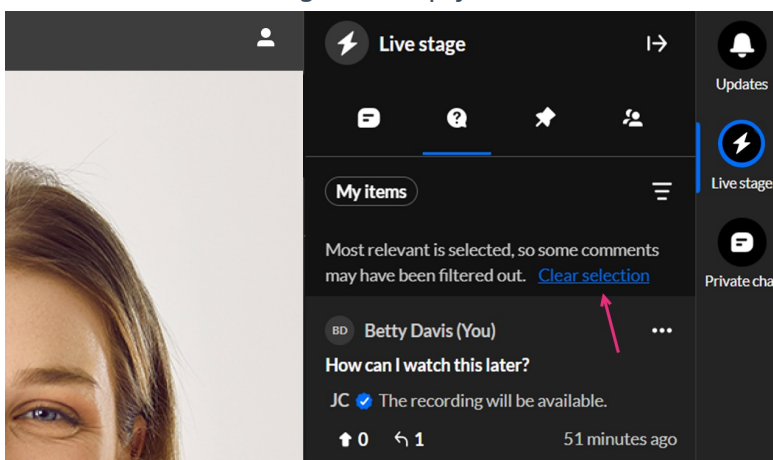 Live stage
Updates
My items
Live stage
Most relevant is selected, so some comments
may have been filtered out. Clear selection
Private cha
BD Betty Davis (You)
How can I watch this later?
JC The recording will be available.
0 1 51 minutes ago